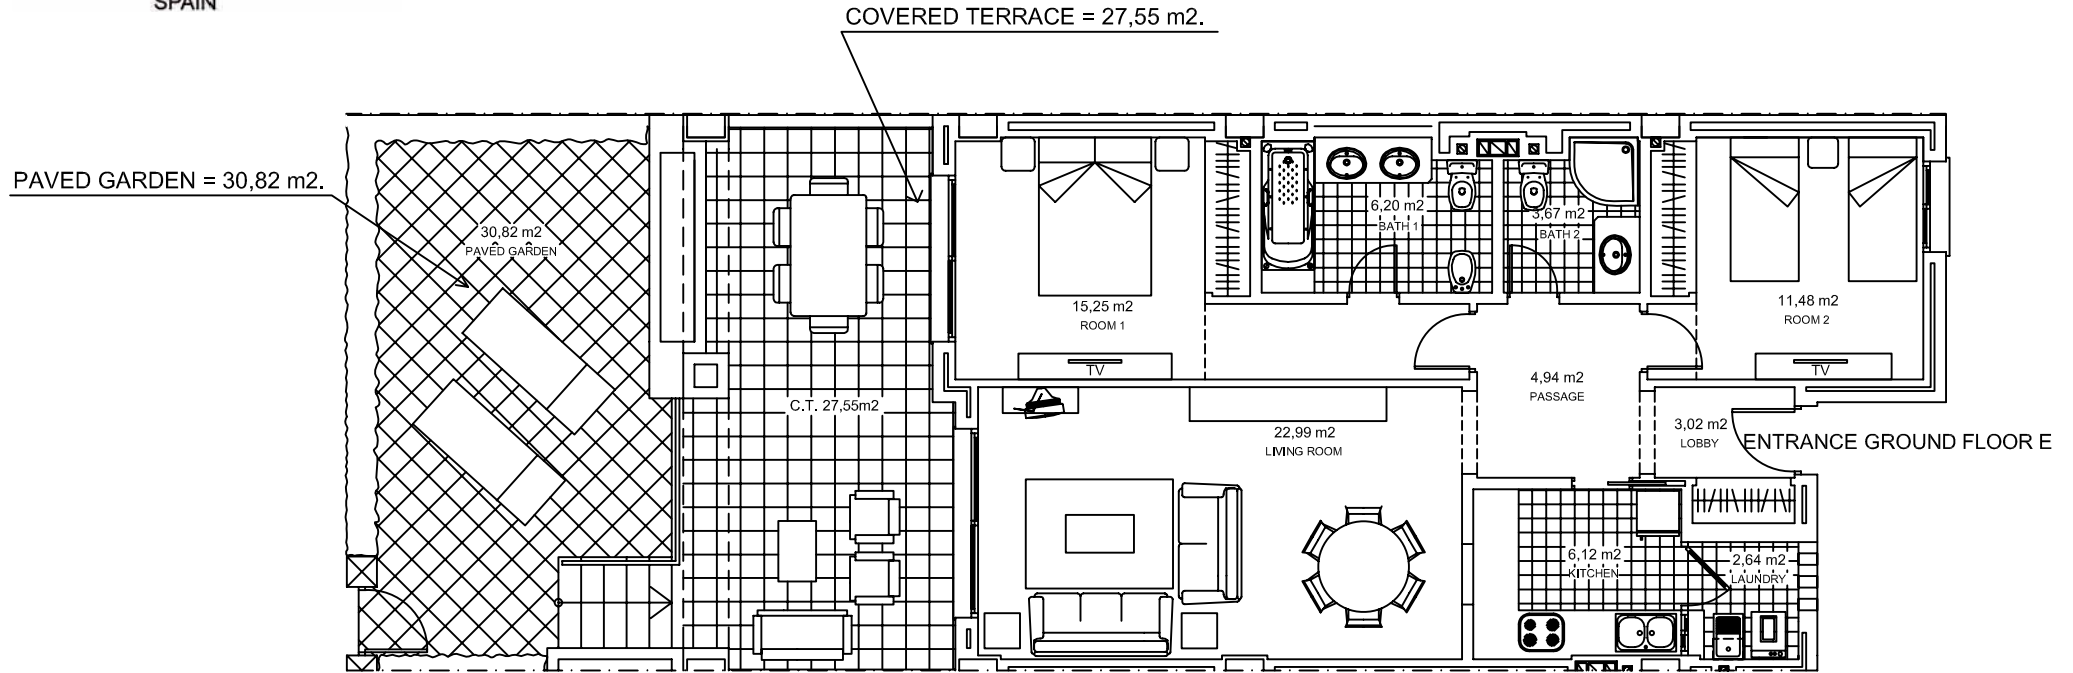 SPAIN
COVERED TERRACE = 27,55 m2.
PAVED GARDEN = 30,82 m2.
30,82 m2
PAVED GARDEN
C.T. 27,55m2
15,25 m2
ROOM 1
TV
6,20 m2
BATH 1
3,67 m2
BATH 2
11,48 m2
ROOM 2
TV
4,94 m2
PASSAGE
3,02 m2
LOBBY
ENTRANCE GROUND FLOOR E
22,99 m2
LIVING ROOM
6,12 m2
KITCHEN
2,64 m2
LAUNDRY